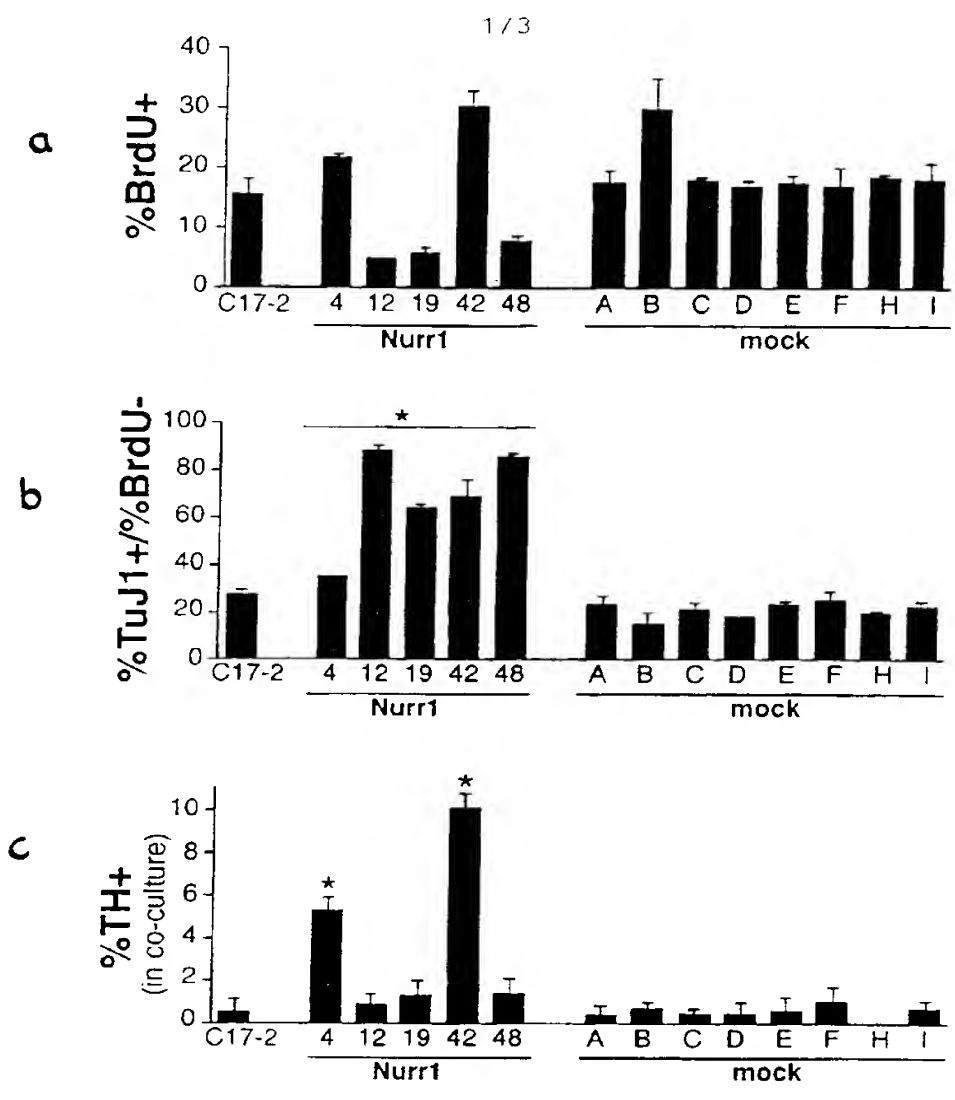 1/3
a
%BrdU+
40
30
20
10
0
C17-2 4 12 19 42 48 A B C D E F H I
Nurr1 mock
b
%TuJ1+/%BrdU-
100
80
60
40
20
0
*
C17-2 4 12 19 42 48 A B C D E F H I
Nurr1 mock
c
%TH+
(in co-culture)
10
8
6
4
2
0
*
*
C17-2 4 12 19 42 48 A B C D E F H I
Nurr1 mock